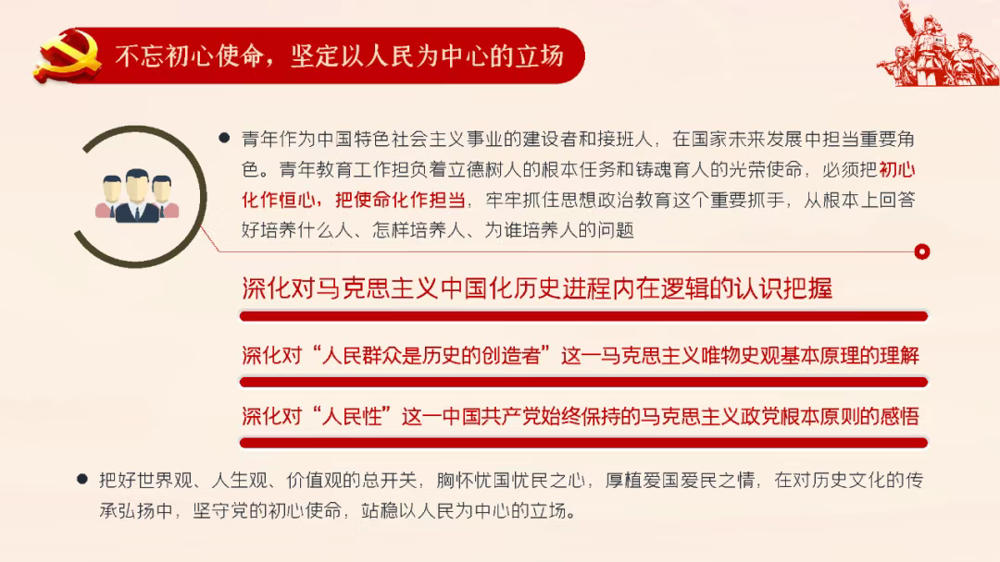 不忘初心使命，坚定以人民为中心的立场
青年作为中国特色社会主义事业的建设者和接班人，在国家未来发展中担当重要角
色。青年教育工作担负着立德树人的根本任务和铸魂育人的光荣使命，必须把初心
化作恒心，把使命化作担当，牢牢抓住思想政治教育这个重要抓手，从根本上回答
好培养什么人、怎样培养人、为谁培养人的问题
深化对马克思主义中国化历史进程内在逻辑的认识把握
深化对“人民群众是历史的创造者”这一马克思主义唯物史观基本原理的理解
深化对“人民性”这一中国共产党始终保持的马克思主义政党根本原则的感悟
把好世界观、人生观、价值观的总开关，胸怀忧国忧民之心，厚植爱国爱民之情，在对历史文化的传
承弘扬中，坚守党的初心使命，站稳以人民为中心的立场。